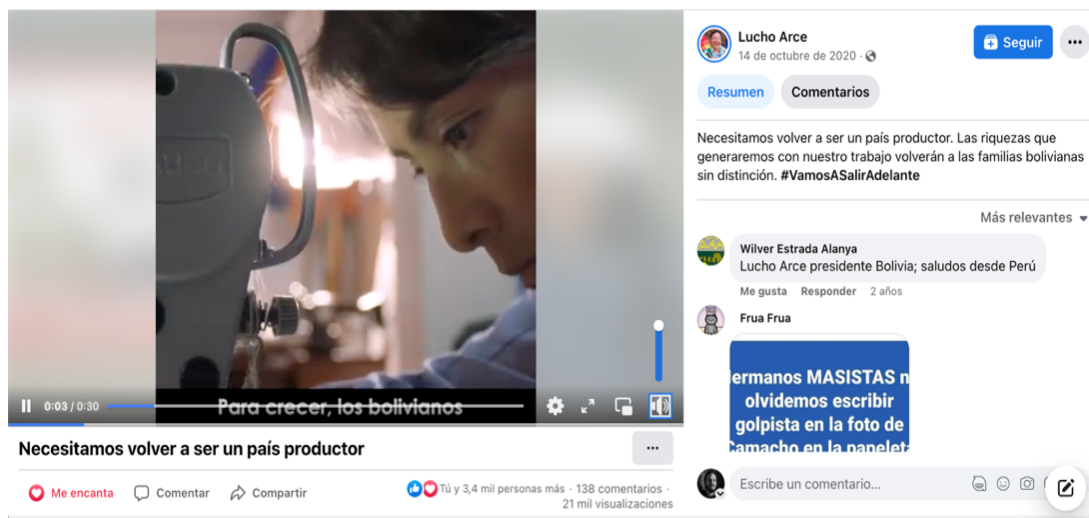 Lucho Arce
14 de octubre de 2020 ·
Seguir
Resumen Comentarios
Necesitamos volver a ser un país productor. Las riquezas que
generaremos con nuestro trabajo volverán a las familias bolivianas
sin distinción. #VamosASalirAdelante
Más relevantes
Wilver Estrada Alanya
Lucho Arce presidente Bolivia; saludos desde Perú
Me gusta Responder 2 años
Frua Frua
ermanos MASISTAS n
olvidemos escribir
golpista en la foto de
Camacho en la papeleta
Escribe un comentario...
0:03 / 0:30
Para crecer, los bolivianos
Necesitamos volver a ser un país productor
Me encanta Comentar Compartir
Tú y 3,4 mil personas más · 138 comentarios ·
21 mil visualizaciones